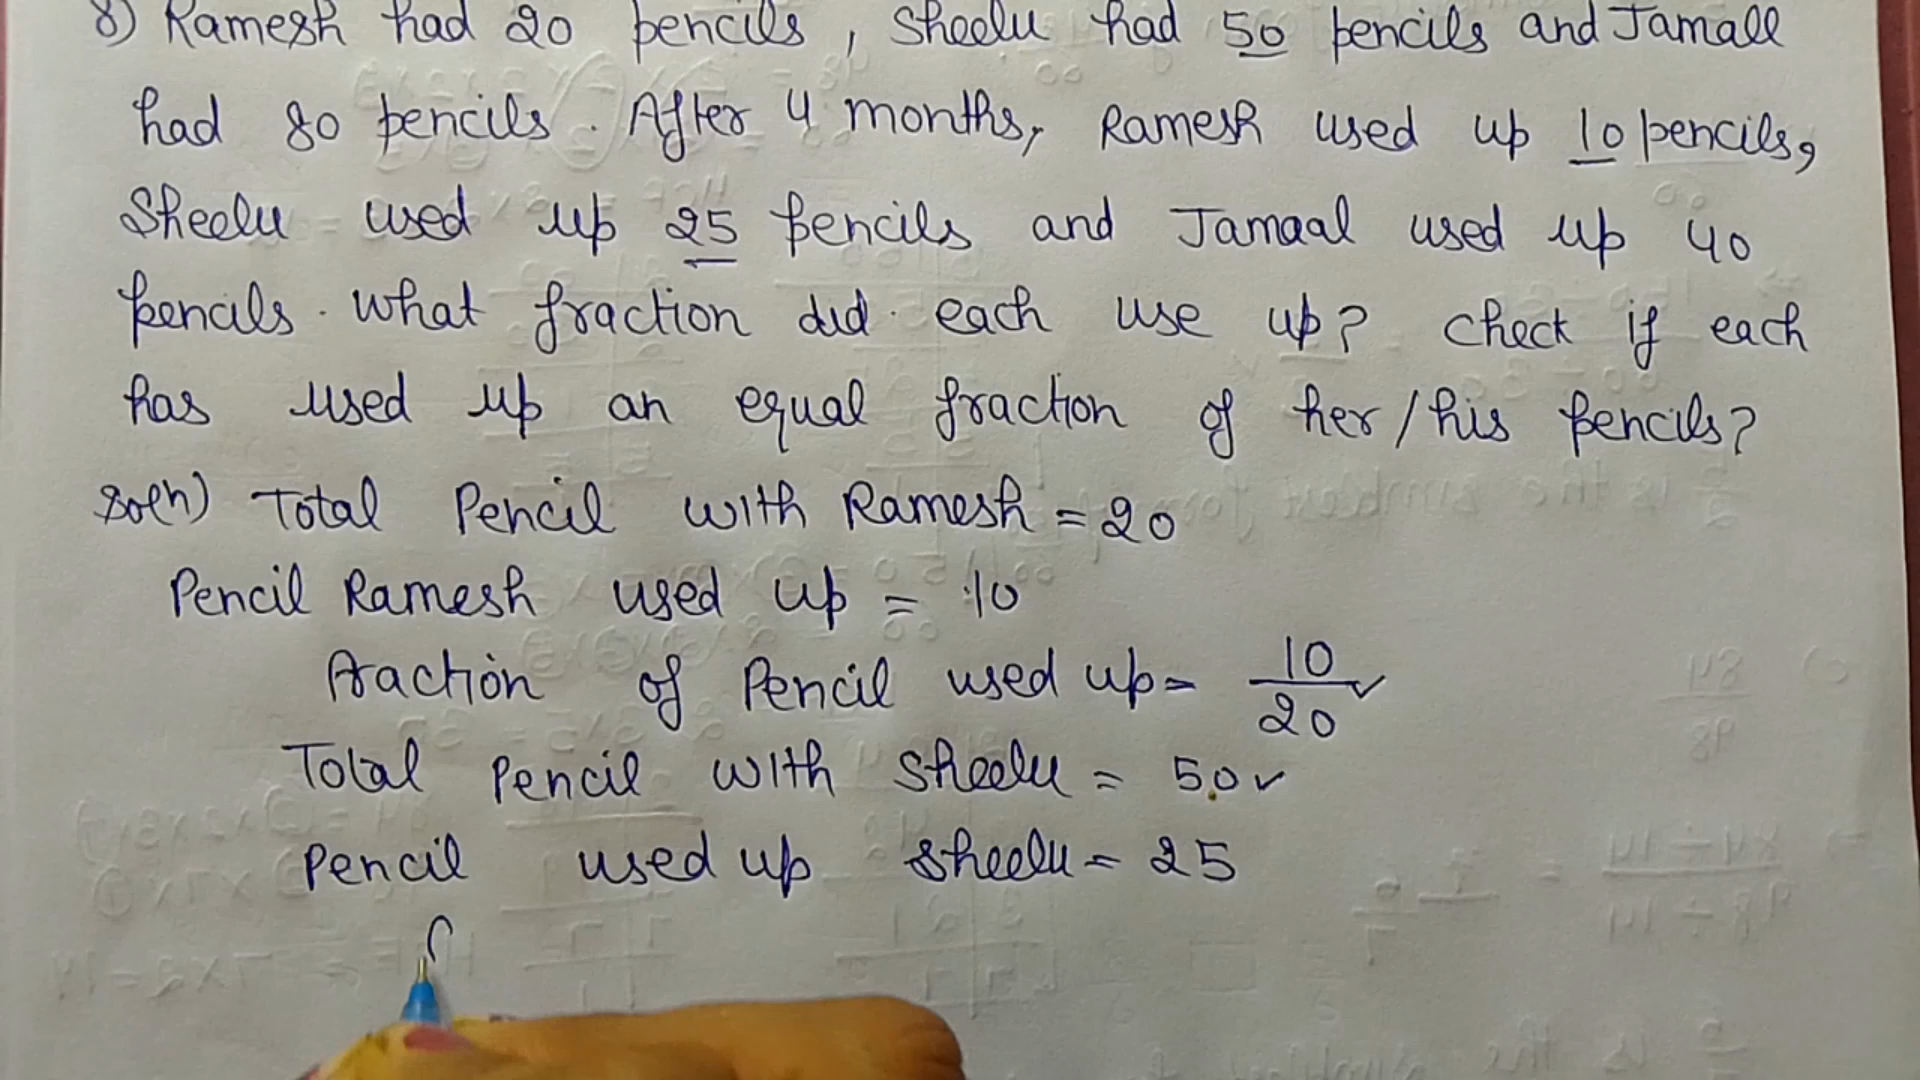 8) Ramesh had 20 pencils, Sheelu had 50 pencils and Jamall
had 80 pencils. After 4 months, Ramesh used up 10 pencils,
Sheelu used up 25 pencils and Jamaal used up 40
pencils. What fraction did each use up? check if each
has used up an equal fraction of her/his pencils?
Soln) Total Pencil with Ramesh = 20
Pencil Ramesh used up = 10
Fraction of Pencil used up = 10/20 ✓
Total Pencil with Sheelu = 50 ✓
Pencil used up Sheelu = 25